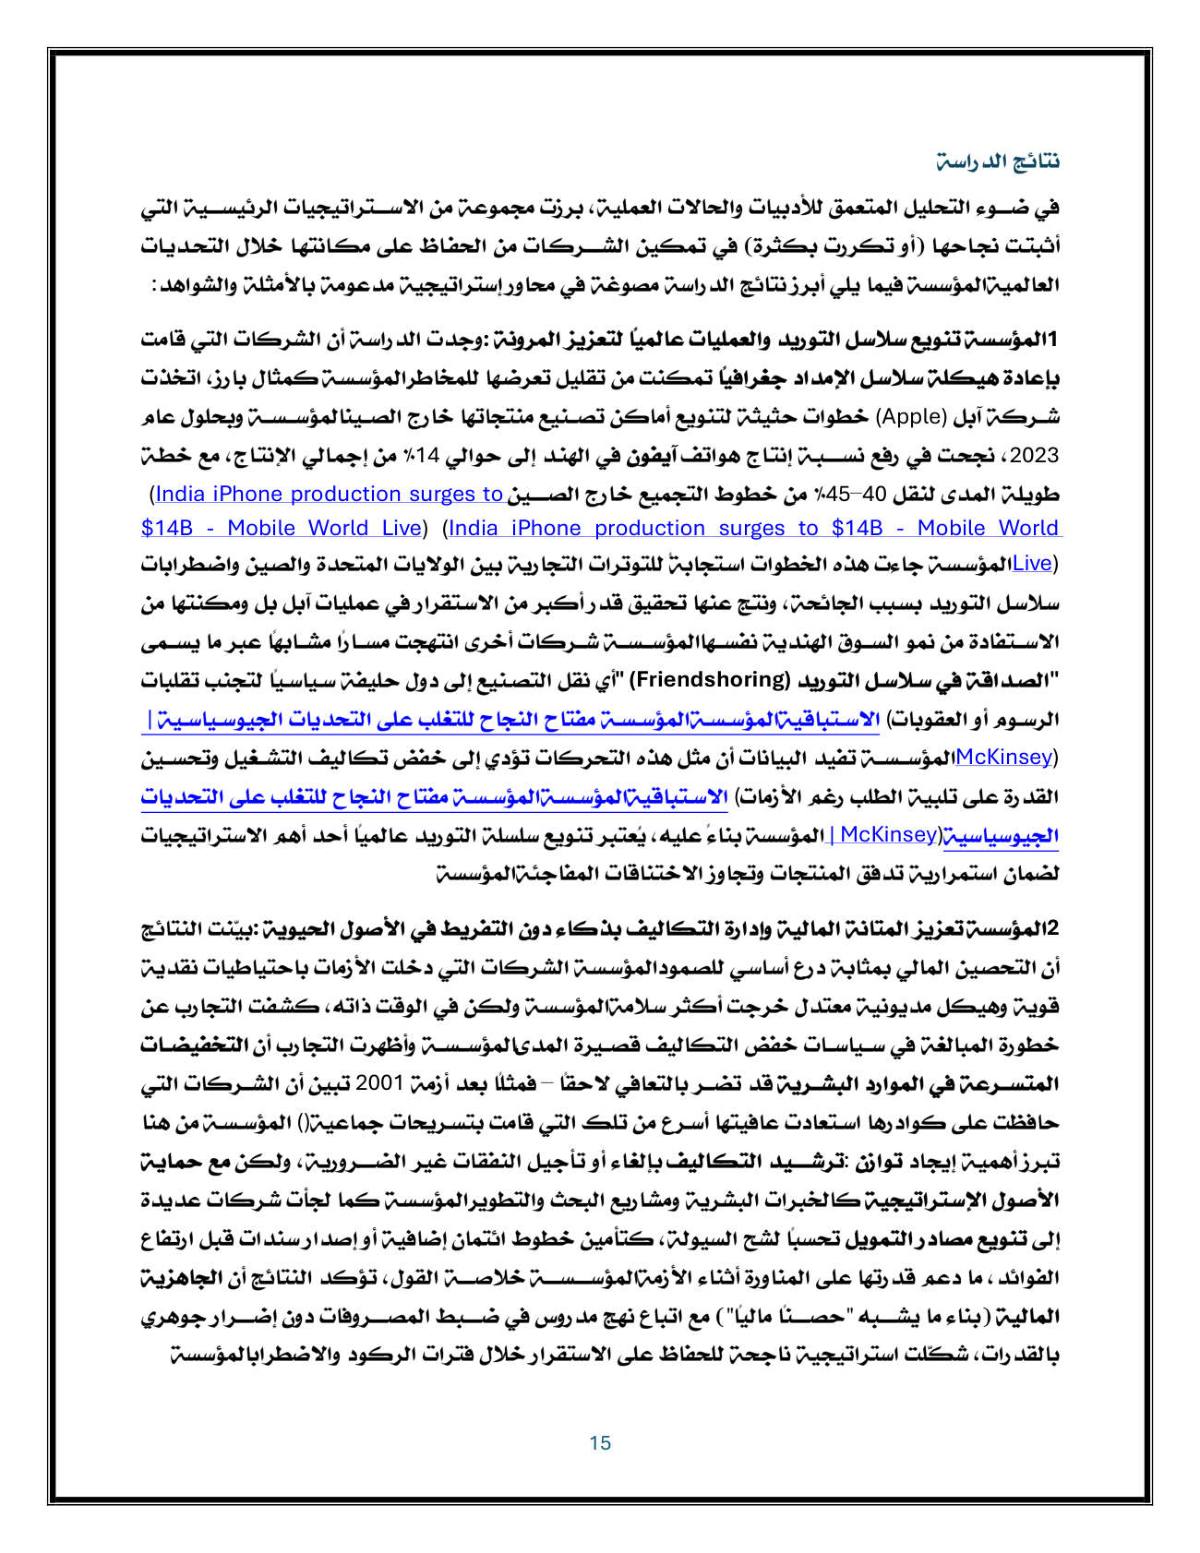 نتائج الدراسة
في ضوء التحليل المتعمق للأدبيات والحالات العملية، برزت مجموعة من الاستراتيجيات الرئيسية التي
أثبتت نجاحها (أو تكررت بكثرة) في تمكين الشركات من الحفاظ على مكانتها خلال التحديات
العالميةالمؤسسة فيما يلي أبرز نتائج الدراسة مصوغة في محاور إستراتيجية مدعومة بالأمثلة والشواهد:
1المؤسسة تنويع سلاسل التوريد والعمليات عالميًا لتعزيز المرونة :وجدت الدراسة أن الشركات التي قامت
بإعادة هيكلة سلاسل الإمداد جغرافيًا تمكنت من تقليل تعرضها للمخاطرالمؤسسة كمثال بارز، اتخذت
شركة آبل (Apple) خطوات حثيثة لتنويع أماكن تصنيع منتجاتها خارج الصينالمؤسسة وبحلول عام
2023، نجحت في رفع نسبة إنتاج هواتف آيفون في الهند إلى حوالي 14٪ من إجمالي الإنتاج، مع خطة
طويلة المدى لنقل 40–45٪ من خطوط التجميع خارج الصين (India iPhone production surges to
$14B - Mobile World Live) (India iPhone production surges to $14B - Mobile World
Live)المؤسسة جاءت هذه الخطوات استجابةً للتوترات التجارية بين الولايات المتحدة والصين واضطرابات
سلاسل التوريد بسبب الجائحة، ونتج عنها تحقيق قدر أكبر من الاستقرار في عمليات آبل بل ومكنتها من
الاستفادة من نمو السوق الهندية نفسهاالمؤسسة شركات أخرى انتهجت مسارًا مشابهًا عبر ما يسمى
"الصداقة في سلاسل التوريد (Friendshoring) "أي نقل التصنيع إلى دول حليفة سياسيًا لتجنب تقلبات
الرسوم أو العقوبات) الاستباقيةالمؤسسةالمؤسسة مفتاح النجاح للتغلب على التحديات الجيوسياسية |
McKinsey)المؤسسة تفيد البيانات أن مثل هذه التحركات تؤدي إلى خفض تكاليف التشغيل وتحسين
القدرة على تلبية الطلب رغم الأزمات) الاستباقيةالمؤسسةالمؤسسة مفتاح النجاح للتغلب على التحديات
الجيوسياسية(McKinsey | المؤسسة بناءً عليه، يُعتبر تنويع سلسلة التوريد عالميًا أحد أهم الاستراتيجيات
لضمان استمرارية تدفق المنتجات وتجاوز الاختناقات المفاجئةالمؤسسة
2المؤسسة تعزيز المتانة المالية وإدارة التكاليف بذكاء دون التفريط في الأصول الحيوية :بيّنت النتائج
أن التحصين المالي بمثابة درع أساسي للصمودالمؤسسة الشركات التي دخلت الأزمات باحتياطيات نقدية
قوية وهيكل مديونية معتدل خرجت أكثر سلامةالمؤسسة ولكن في الوقت ذاته، كشفت التجارب عن
خطورة المبالغة في سياسات خفض التكاليف قصيرة المدىالمؤسسة وأظهرت التجارب أن التخفيضات
المتسرعة في الموارد البشرية قد تضر بالتعافي لاحقًا – فمثلًا بعد أزمة 2001 تبين أن الشركات التي
حافظت على كوادرها استعادت عافيتها أسرع من تلك التي قامت بتسريحات جماعية() المؤسسة من هنا
تبرز أهمية إيجاد توازن :ترشيد التكاليف بإلغاء أو تأجيل النفقات غير الضرورية، ولكن مع حماية
الأصول الإستراتيجية كالخبرات البشرية ومشاريع البحث والتطويرالمؤسسة كما لجأت شركات عديدة
إلى تنويع مصادر التمويل تحسبًا لشح السيولة، كتأمين خطوط ائتمان إضافية أو إصدار سندات قبل ارتفاع
الفوائد، ما دعم قدرتها على المناورة أثناء الأزمةالمؤسسة خلاصة القول، تؤكد النتائج أن الجاهزية
المالية (بناء ما يشبه "حصنًا ماليًا") مع اتباع نهج مدروس في ضبط المصروفات دون إضرار جوهري
بالقدرات، شكّلت استراتيجية ناجحة للحفاظ على الاستقرار خلال فترات الركود والاضطرابالمؤسسة
15